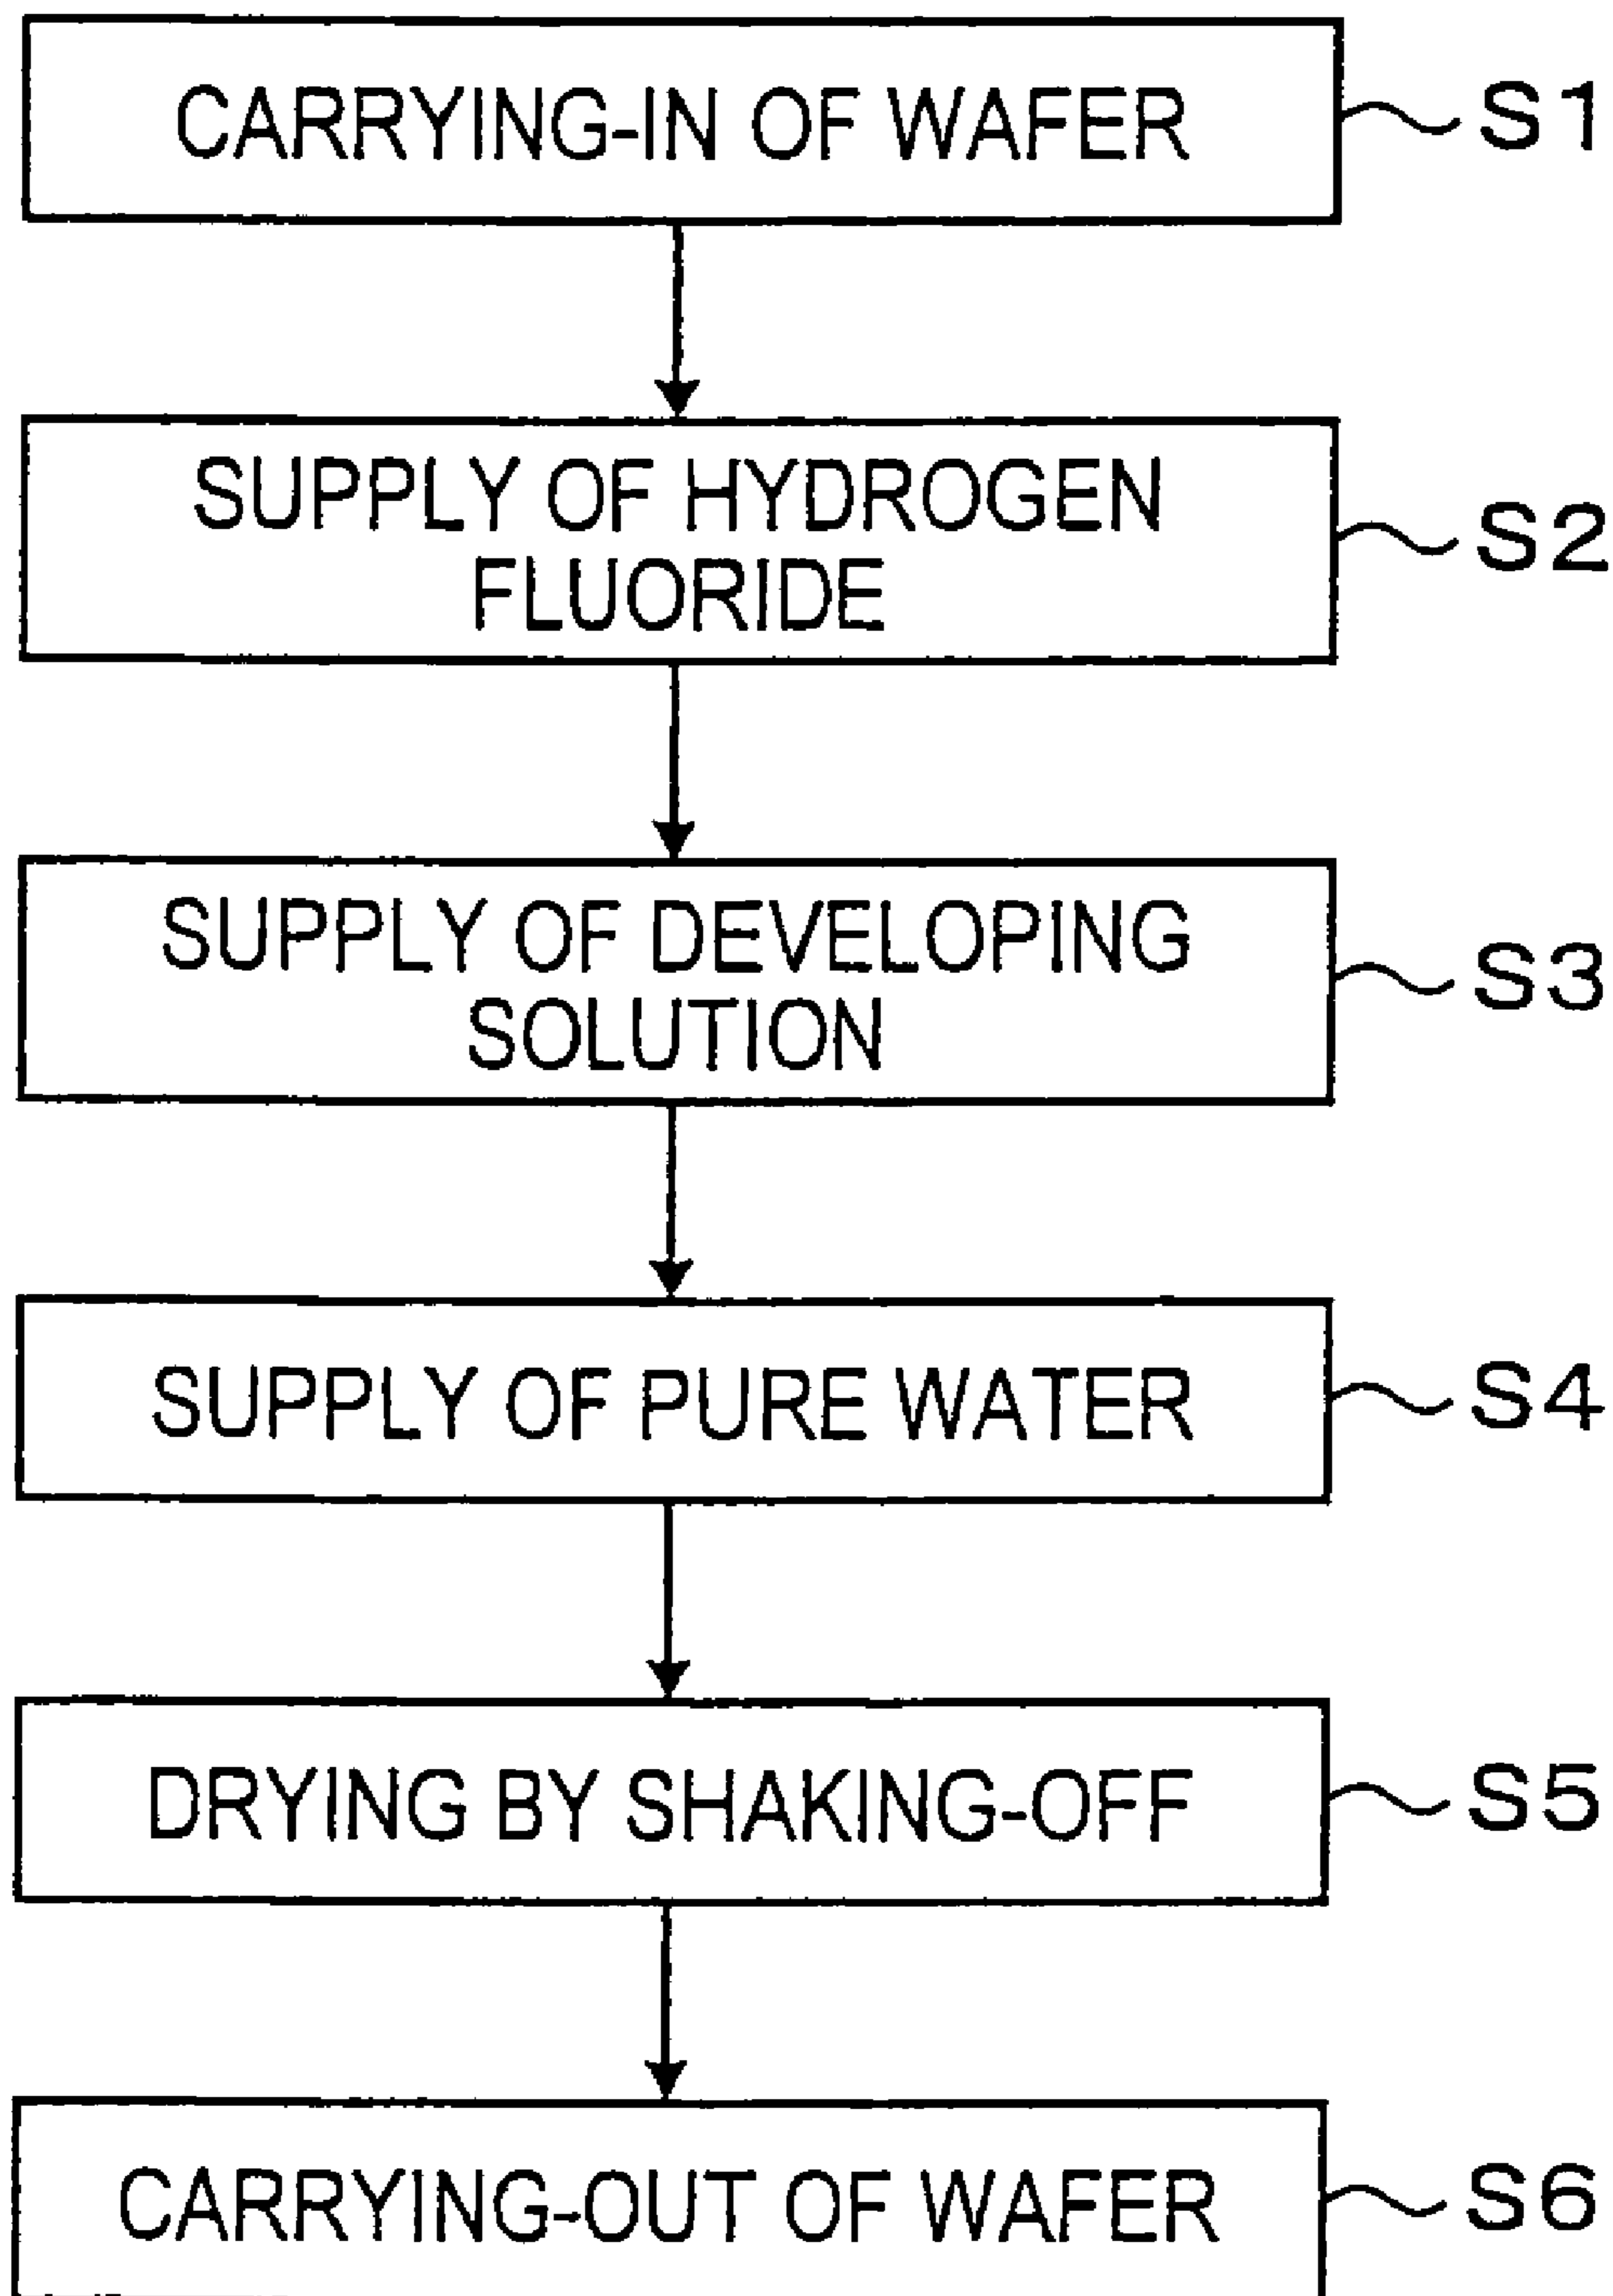 CARRYING-IN OF WAFER
S1
SUPPLY OF HYDROGEN
FLUORIDE
S2
SUPPLY OF DEVELOPING
SOLUTION
S3
SUPPLY OF PURE WATER
S4
DRYING BY SHAKING-OFF
S5
CARRYING-OUT OF WAFER
S6